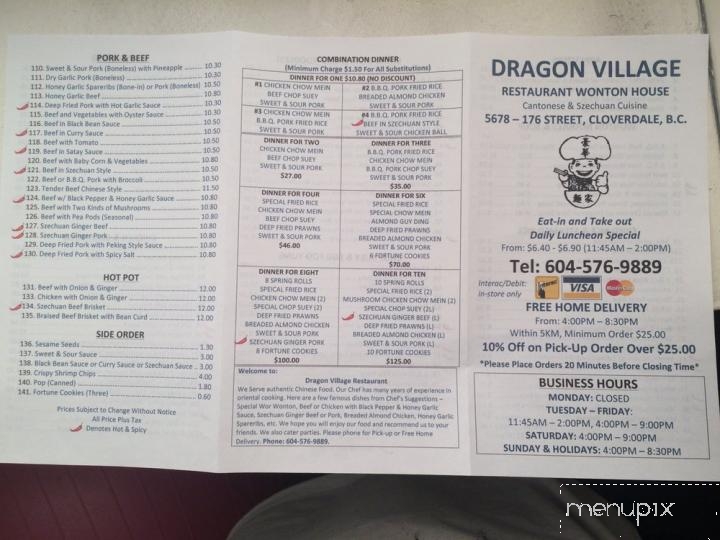 PORK & BEEF
110. Sweet & Sour Pork (Boneless) with Pineapple ..... 10.30
111. Dry Garlic Pork (Boneless) ..... 10.30
112. Honey Garlic Spareribs (Bone-in) or Pork (Boneless) 10.50
113. Honey Garlic Beef ..... 10.80
114. Deep Fried Pork with Hot Garlic Sauce ..... 10.30
115. Beef and Vegetables with Oyster Sauce ..... 10.30
116. Beef in Black Bean Sauce ..... 10.50
117. Beef in Curry Sauce ..... 10.50
118. Beef with Tomato ..... 10.50
119. Beef in Satay Sauce ..... 10.50
120. Beef with Baby Corn & Vegetables ..... 10.80
121. Beef in Szechuan Style ..... 10.50
122. Beef or B.B.Q. Pork with Broccoli ..... 10.50
123. Tender Beef Chinese Style ..... 11.50
124. Beef w/ Black Pepper & Honey Garlic Sauce ..... 10.80
125. Beef with Two Kinds of Mushrooms ..... 10.80
126. Beef with Pea Pods (Seasonal) ..... 10.80
127. Szechuan Ginger Beef ..... 10.80
128. Szechuan Ginger Pork ..... 10.80
129. Deep Fried Pork with Peking Style Sauce ..... 10.80
130. Deep Fried Pork with Spicy Salt ..... 10.80
HOT POT
131. Beef with Onion & Ginger ..... 12.00
133. Chicken with Onion & Ginger ..... 12.00
134. Szechuan Beef Brisket ..... 12.00
135. Braised Beef Brisket with Bean Curd ..... 12.00
SIDE ORDER
136. Sesame Seeds ..... 1.30
137. Sweet & Sour Sauce ..... 3.00
138. Black Bean Sauce or Curry Sauce or Szechuan Sauce .. 3.00
139. Crispy Shrimp Chips ..... 4.00
140. Pop (Canned) ..... 1.80
141. Fortune Cookies (Three) ..... 0.60
Prices Subject to Change Without Notice
All Price Plus Tax
Denotes Hot & Spicy
COMBINATION DINNER
(Minimum Charge $1.50 For All Substitutions)
DINNER FOR ONE $10.80 (NO DISCOUNT)
#1 CHICKEN CHOW MEIN
BEEF CHOP SUEY
SWEET & SOUR PORK
#2 B.B.Q. PORK FRIED RICE
BREADED ALMOND CHICKEN
SWEET & SOUR PORK
#3 CHICKEN CHOW MEIN
B.B.Q. PORK FRIED RICE
SWEET & SOUR PORK
#4 B.B.Q. PORK FRIED RICE
BEEF IN SZECHUAN STYLE
SWEET & SOUR CHICKEN BALL
DINNER FOR TWO
CHICKEN CHOW MEIN
BEEF CHOP SUEY
SWEET & SOUR PORK
$27.00
DINNER FOR THREE
B.B.Q. PORK FRIED RICE
CHICKEN CHOW MEIN
B.B.Q. PORK CHOP SUEY
SWEET & SOUR PORK
$35.00
DINNER FOR FOUR
SPECIAL FRIED RICE
CHICKEN CHOW MEIN
BEEF CHOP SUEY
DEEP FRIED PRAWNS
SWEET & SOUR PORK
$46.00
DINNER FOR SIX
SPECIAL FRIED RICE
SPECIAL CHOW MEIN
ALMOND GUY DING
DEEP FRIED PRAWNS
BREADED ALMOND CHICKEN
SWEET & SOUR PORK
6 FORTUNE COOKIES
$70.00
DINNER FOR EIGHT
8 SPRING ROLLS
SPECIAL FRIED RICE
CHICKEN CHOW MEIN (2)
SPECIAL CHOP SUEY (2)
DEEP FRIED PRAWNS
BREADED ALMOND CHICKEN
SWEET & SOUR PORK
SZECHUAN GINGER PORK
8 FORTUNE COOKIES
$100.00
DINNER FOR TEN
10 SPRING ROLLS
SPECIAL FRIED RICE (2)
MUSHROOM CHICKEN CHOW MEIN (2)
SPECIAL CHOP SUEY (2L)
SZECHUAN GINGER BEEF (L)
DEEP FRIED PRAWNS (L)
BREADED ALMOND CHICKEN (L)
SWEET & SOUR PORK (L)
10 FORTUNE COOKIES
$125.00
Welcome to:
Dragon Village Restaurant
We Serve Authentic Chinese Food. Our Chef has many years of experience in
oriental cooking. Here are a few famous dishes from Chef's Suggestions –
Special Wor Wonton, Beef or Chicken with Black Pepper & Honey Garlic
Sauce, Szechuan Ginger Beef or Pork, Breaded Almond Chicken, Honey Garlic
Spareribs, etc. We hope you will enjoy our food and recommend us to your
friends. We also cater parties. Please phone for Pick-up or Free Home
Delivery. Phone: 604-576-9889.
DRAGON VILLAGE
RESTAURANT WONTON HOUSE
Cantonese & Szechuan Cuisine
5678 – 176 STREET, CLOVERDALE, B.C.
麵家
Eat-in and Take out
Daily Luncheon Special
From: $6.40 - $6.90 (11:45AM – 2:00PM)
Tel: 604-576-9889
Interac/Debit:
in-store only
VISA
MasterCard
FREE HOME DELIVERY
From: 4:00PM – 8:30PM
Within 5KM, Minimum Order $25.00
10% Off on Pick-Up Order Over $25.00
*Please Place Orders 20 Minutes Before Closing Time*
BUSINESS HOURS
MONDAY: CLOSED
TUESDAY – FRIDAY:
11:45AM – 2:00PM, 4:00PM – 9:00PM
SATURDAY: 4:00PM – 9:00PM
SUNDAY & HOLIDAYS: 4:00PM – 8:30PM
menupix